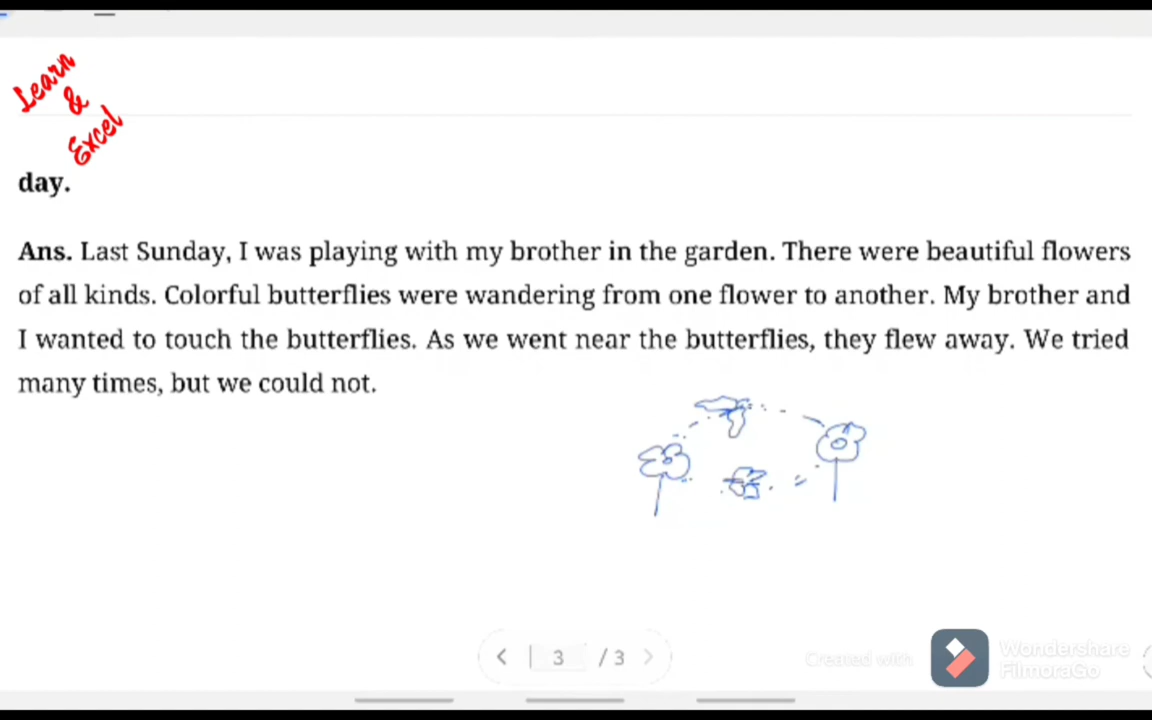 Learn
&
Excel
day.
Ans. Last Sunday, I was playing with my brother in the garden. There were beautiful flowers
of all kinds. Colorful butterflies were wandering from one flower to another. My brother and
I wanted to touch the butterflies. As we went near the butterflies, they flew away. We tried
many times, but we could not.
3 / 3
Created with
Wondershare
FilmoraGo